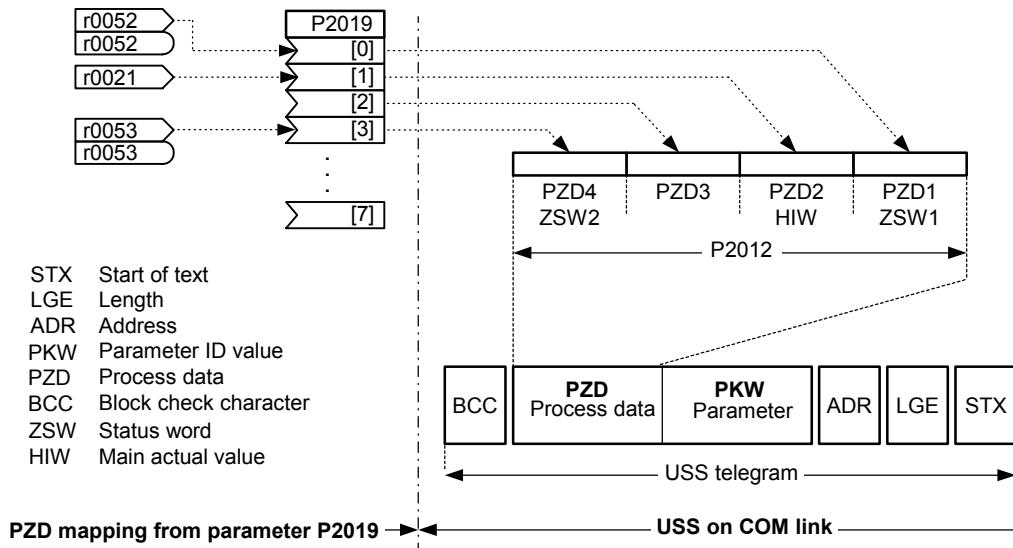 r0052
r0052
r0021
r0053
r0053
P2019
[0]
[1]
[2]
[3]
[7]
PZD4 PZD3 PZD2 PZD1
ZSW2 HIW ZSW1
P2012
STX Start of text
LGE Length
ADR Address
PKW Parameter ID value
PZD Process data
BCC Block check character
ZSW Status word
HIW Main actual value
BCC
PZD
Process data
PKW
Parameter
ADR
LGE
STX
USS telegram
PZD mapping from parameter P2019
USS on COM link